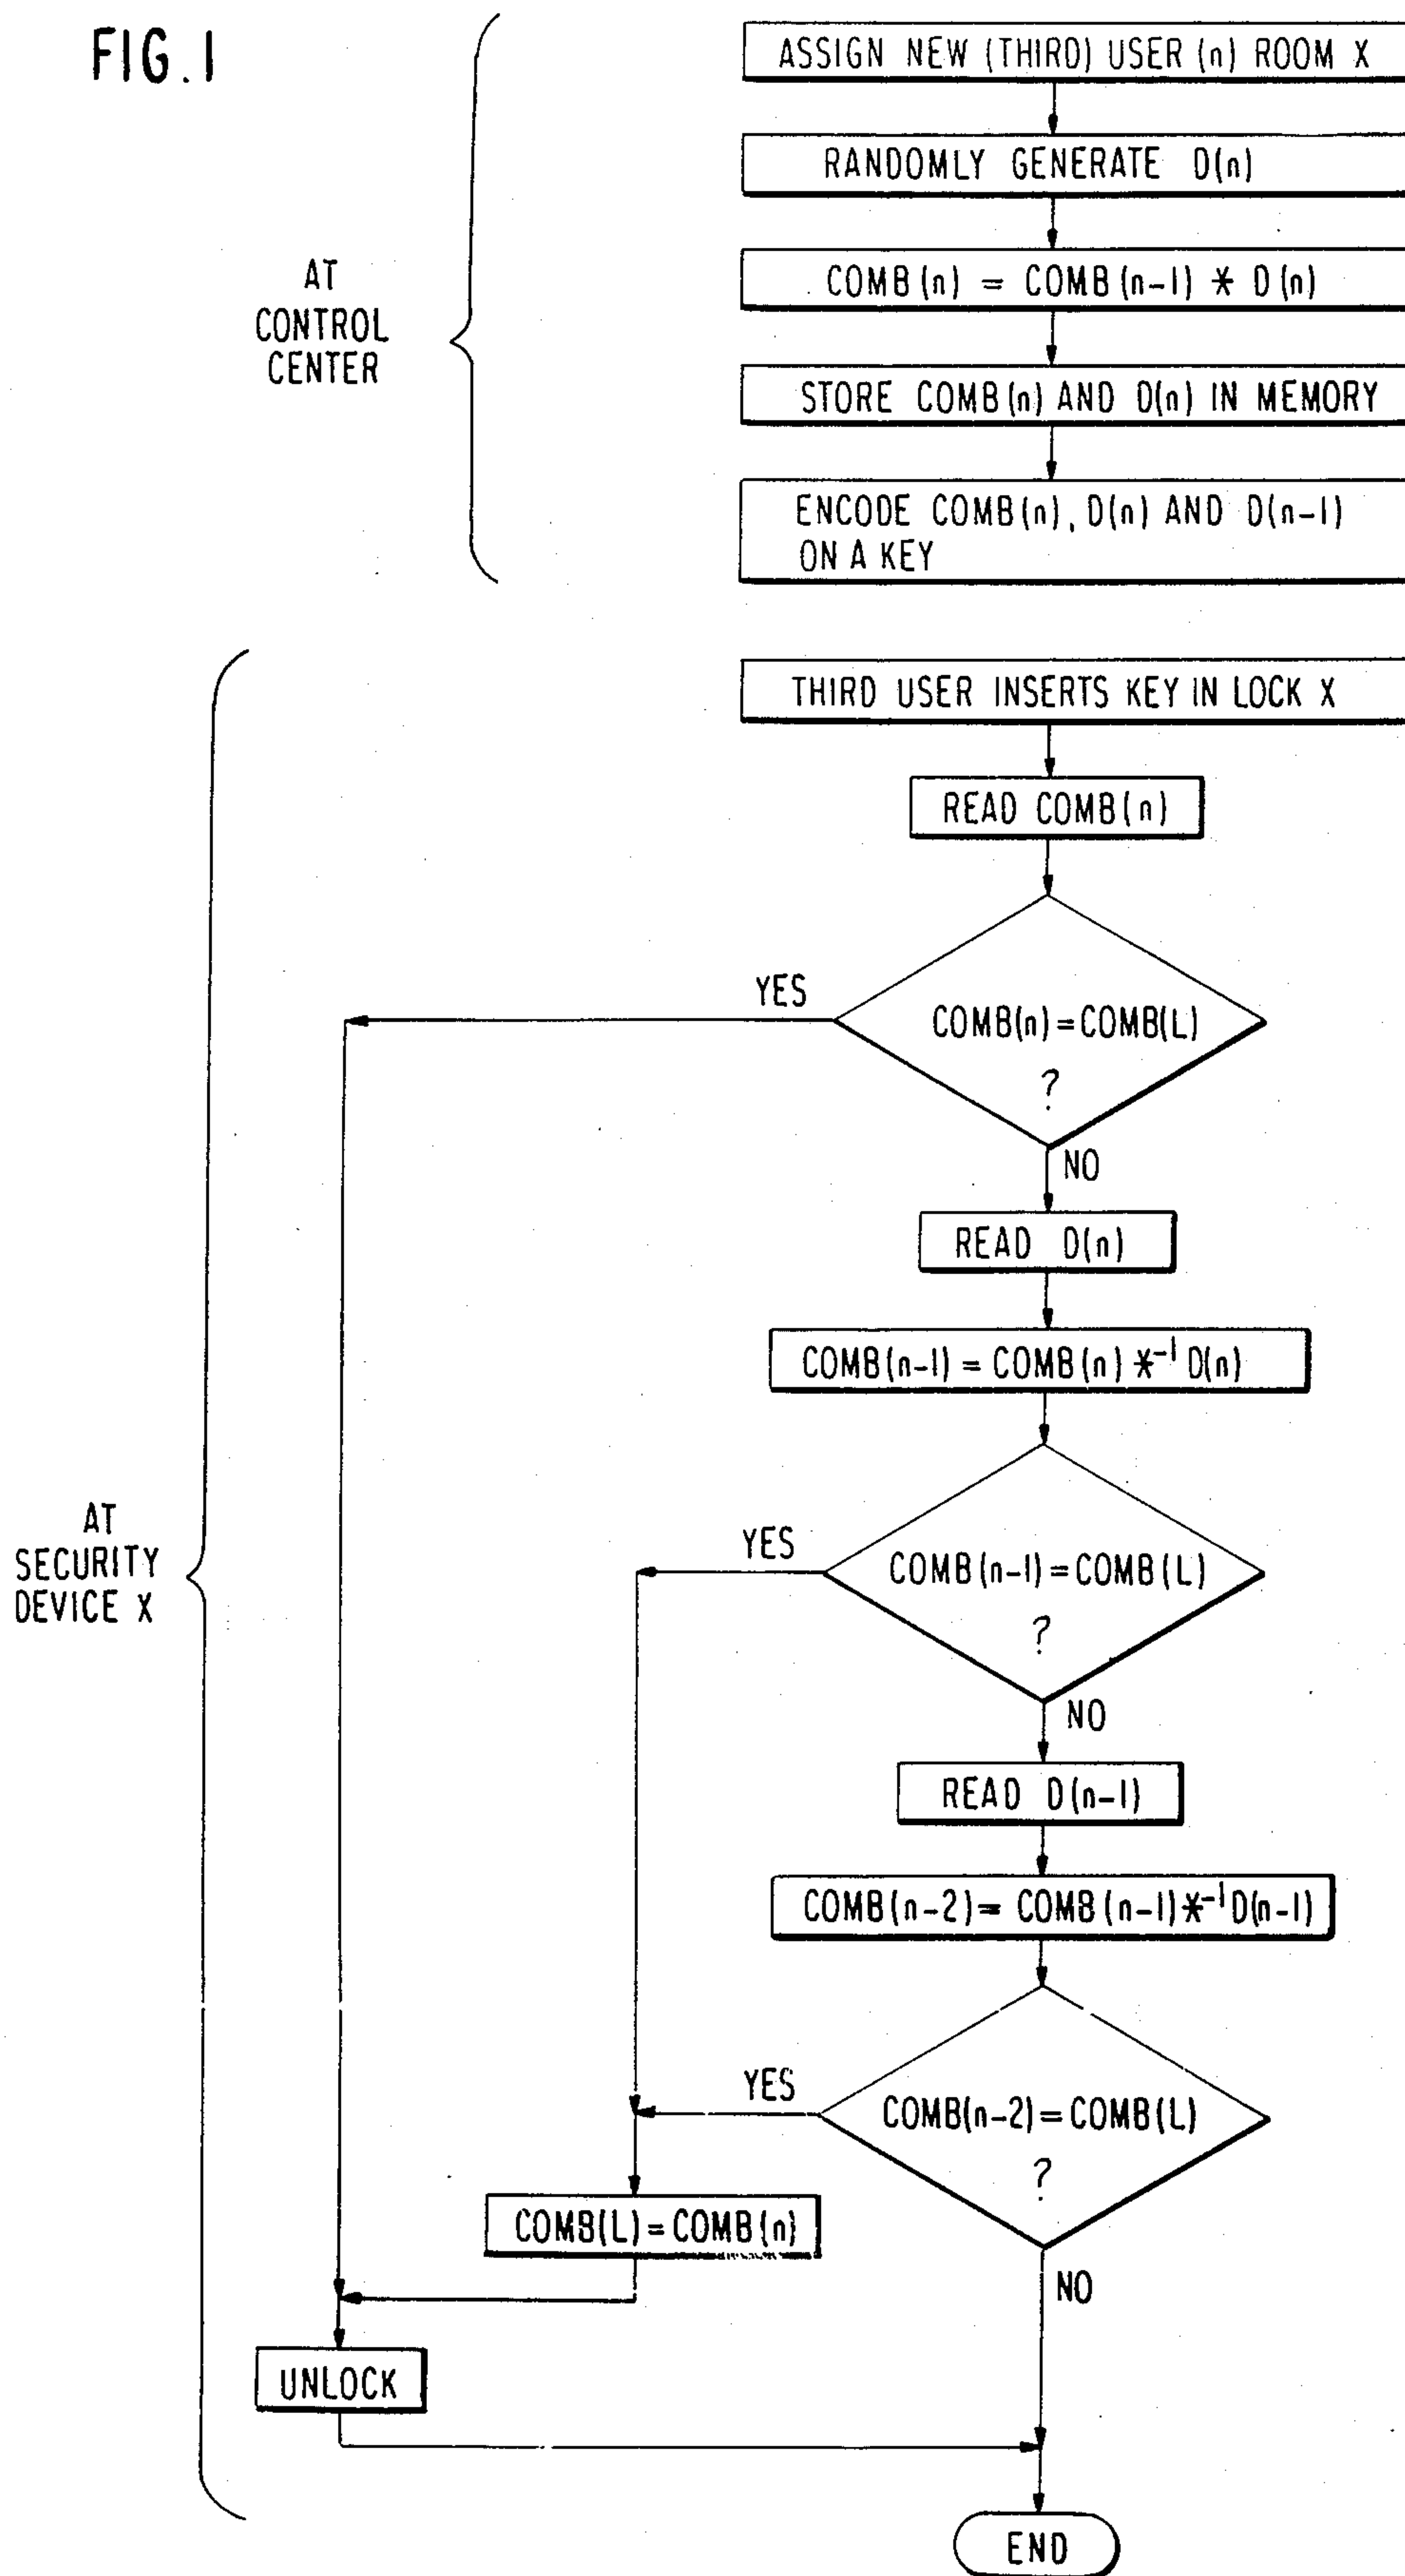 FIG. 1
ASSIGN NEW (THIRD) USER (n) ROOM X
RANDOMLY GENERATE D(n)
COMB(n) = COMB(n-1) * D(n)
STORE COMB(n) AND D(n) IN MEMORY
ENCODE COMB(n), D(n) AND D(n-1)
ON A KEY
AT
CONTROL
CENTER
THIRD USER INSERTS KEY IN LOCK X
READ COMB(n)
COMB(n) = COMB(L)
?
YES
NO
READ D(n)
COMB(n-1) = COMB(n) *⁻¹ D(n)
COMB(n-1) = COMB(L)
?
YES
NO
READ D(n-1)
COMB(n-2) = COMB(n-1) *⁻¹ D(n-1)
COMB(n-2) = COMB(L)
?
YES
NO
COMB(L) = COMB(n)
UNLOCK
END
AT
SECURITY
DEVICE X